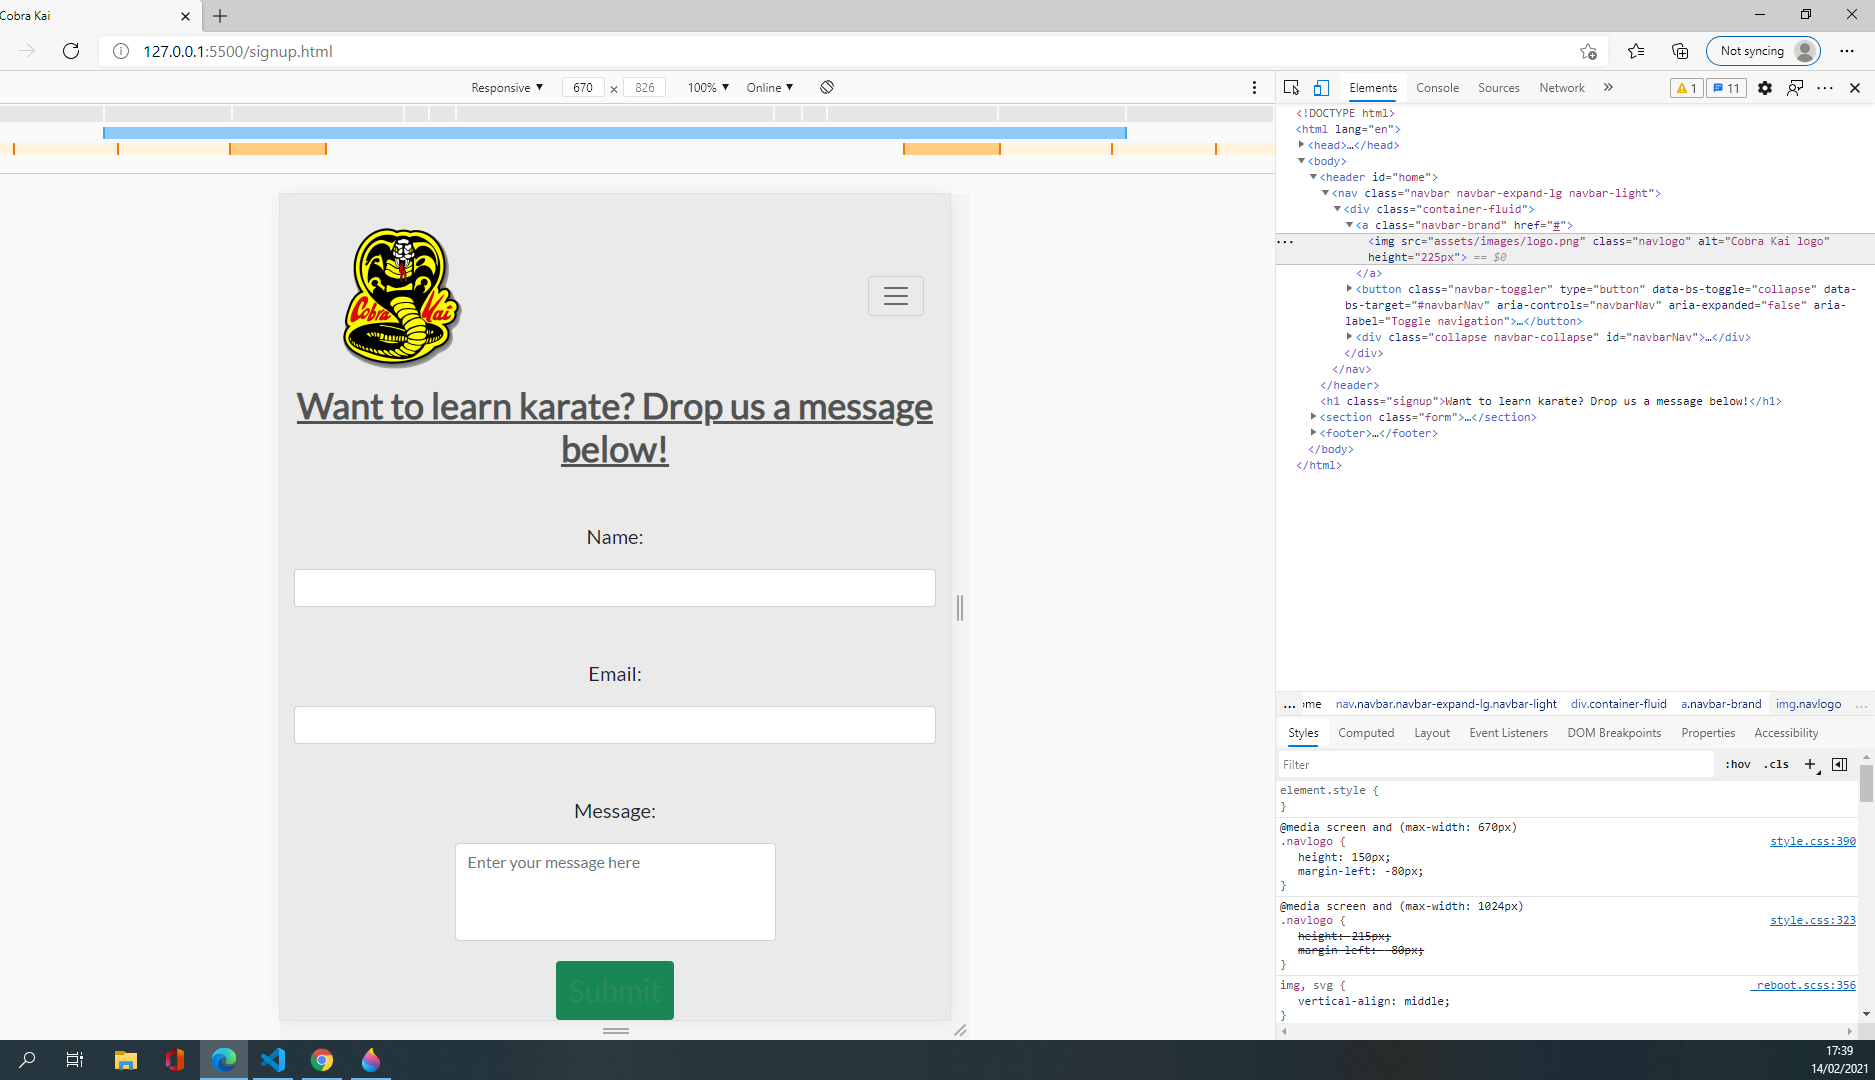 Cobra Kai
127.0.0.1:5500/signup.html
Not syncing
Responsive ▼ 670 × 826 100% ▼ Online ▼
Elements Console Sources Network » 1 11
<!DOCTYPE html>
<html lang="en">
<head>…</head>
<body>
<header id="home">
<nav class="navbar navbar-expand-lg navbar-light">
<div class="container-fluid">
<a class="navbar-brand" href="#">
<img src="assets/images/logo.png" class="navlogo" alt="Cobra Kai logo"
height="225px"> == $0
</a>
<button class="navbar-toggler" type="button" data-bs-toggle="collapse" data-
bs-target="#navbarNav" aria-controls="navbarNav" aria-expanded="false" aria-
label="Toggle navigation">…</button>
<div class="collapse navbar-collapse" id="navbarNav">…</div>
</div>
</nav>
</header>
<h1 class="signup">Want to learn karate? Drop us a message below!</h1>
<section class="form">…</section>
<footer>…</footer>
</body>
</html>
Cobra Kai
Want to learn karate? Drop us a message
below!
Name:
Email:
Message:
Enter your message here
Submit
... ome nav.navbar.navbar-expand-lg.navbar-light div.container-fluid a.navbar-brand img.navlogo ...
Styles Computed Layout Event Listeners DOM Breakpoints Properties Accessibility
Filter :hov .cls +
element.style {
}
@media screen and (max-width: 670px)
.navlogo { style.css:390
height: 150px;
margin-left: -80px;
}
@media screen and (max-width: 1024px)
.navlogo { style.css:323
height: 215px;
margin-left: -80px;
}
img, svg { _reboot.scss:356
vertical-align: middle;
}
17:39
14/02/2021